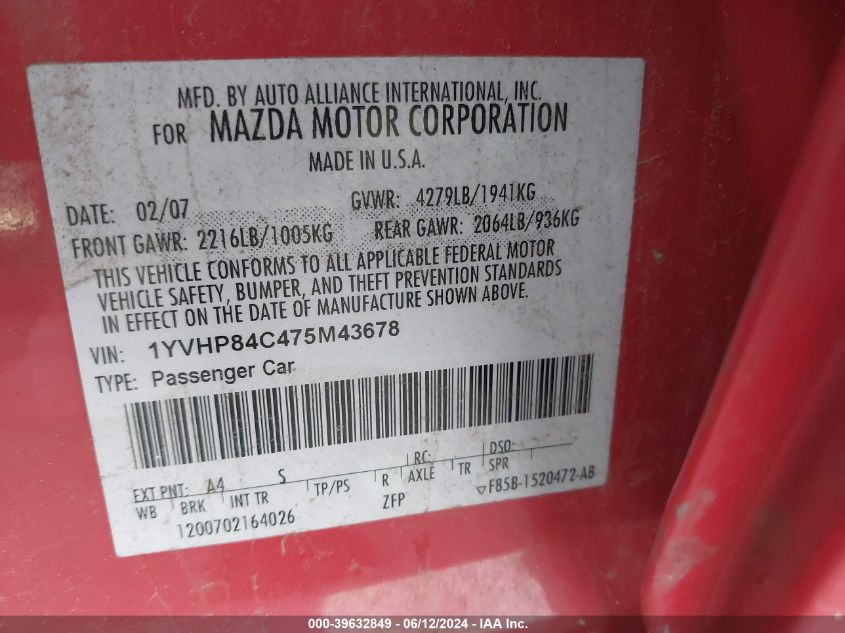 MFD. BY AUTO ALLIANCE INTERNATIONAL, INC.
FOR MAZDA MOTOR CORPORATION
MADE IN U.S.A.
DATE: 02/07 GVWR: 4279LB/1941KG
FRONT GAWR: 2216LB/1005KG REAR GAWR: 2064LB/936KG
THIS VEHICLE CONFORMS TO ALL APPLICABLE FEDERAL MOTOR
VEHICLE SAFETY, BUMPER, AND THEFT PREVENTION STANDARDS
IN EFFECT ON THE DATE OF MANUFACTURE SHOWN ABOVE.
VIN: 1YVHP84C475M43678
TYPE: Passenger Car
EXT PNT: A4 S RC: DSO:
WB BRK INT TR TP/PS R AXLE TR SPR
1200702164026 ZFP ▽F85B-1520472-AB
000-39632849 - 06/12/2024 - IAA Inc.